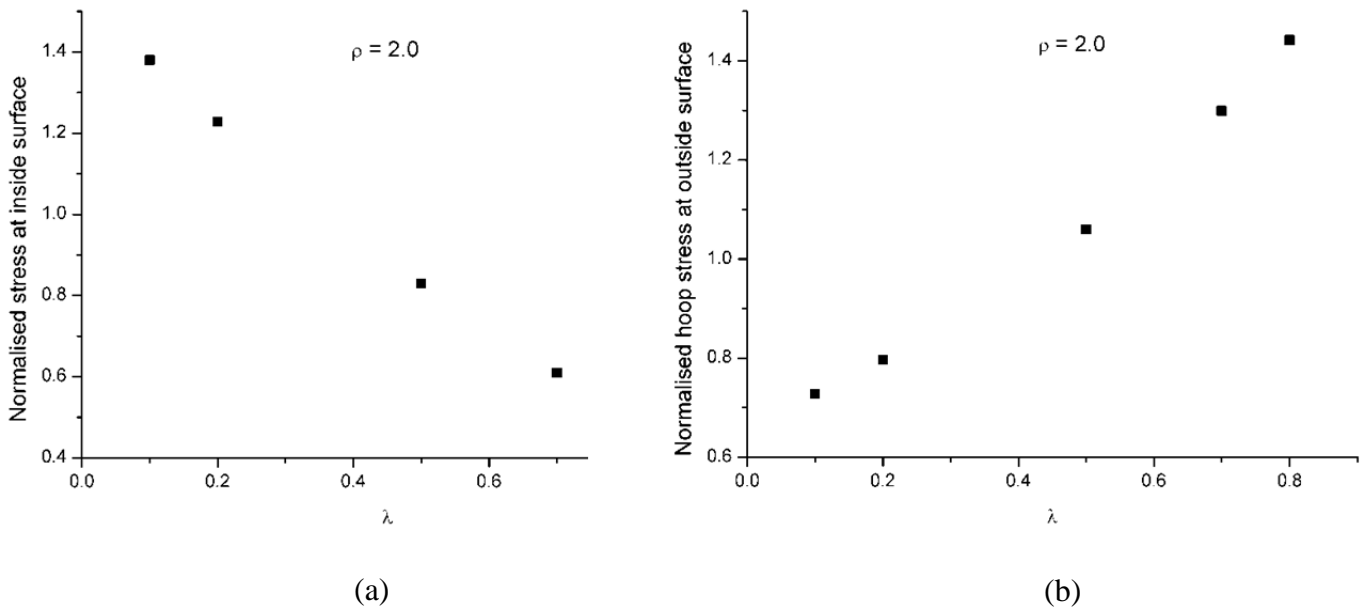 ρ = 2.0
Normalised stress at inside surface
1.4
1.2
1.0
0.8
0.6
0.4
0.0
0.2
0.4
0.6
λ
(a)
ρ = 2.0
Normalised hoop stress at outside surface
1.4
1.2
1.0
0.8
0.6
0.0
0.2
0.4
0.6
0.8
λ
(b)